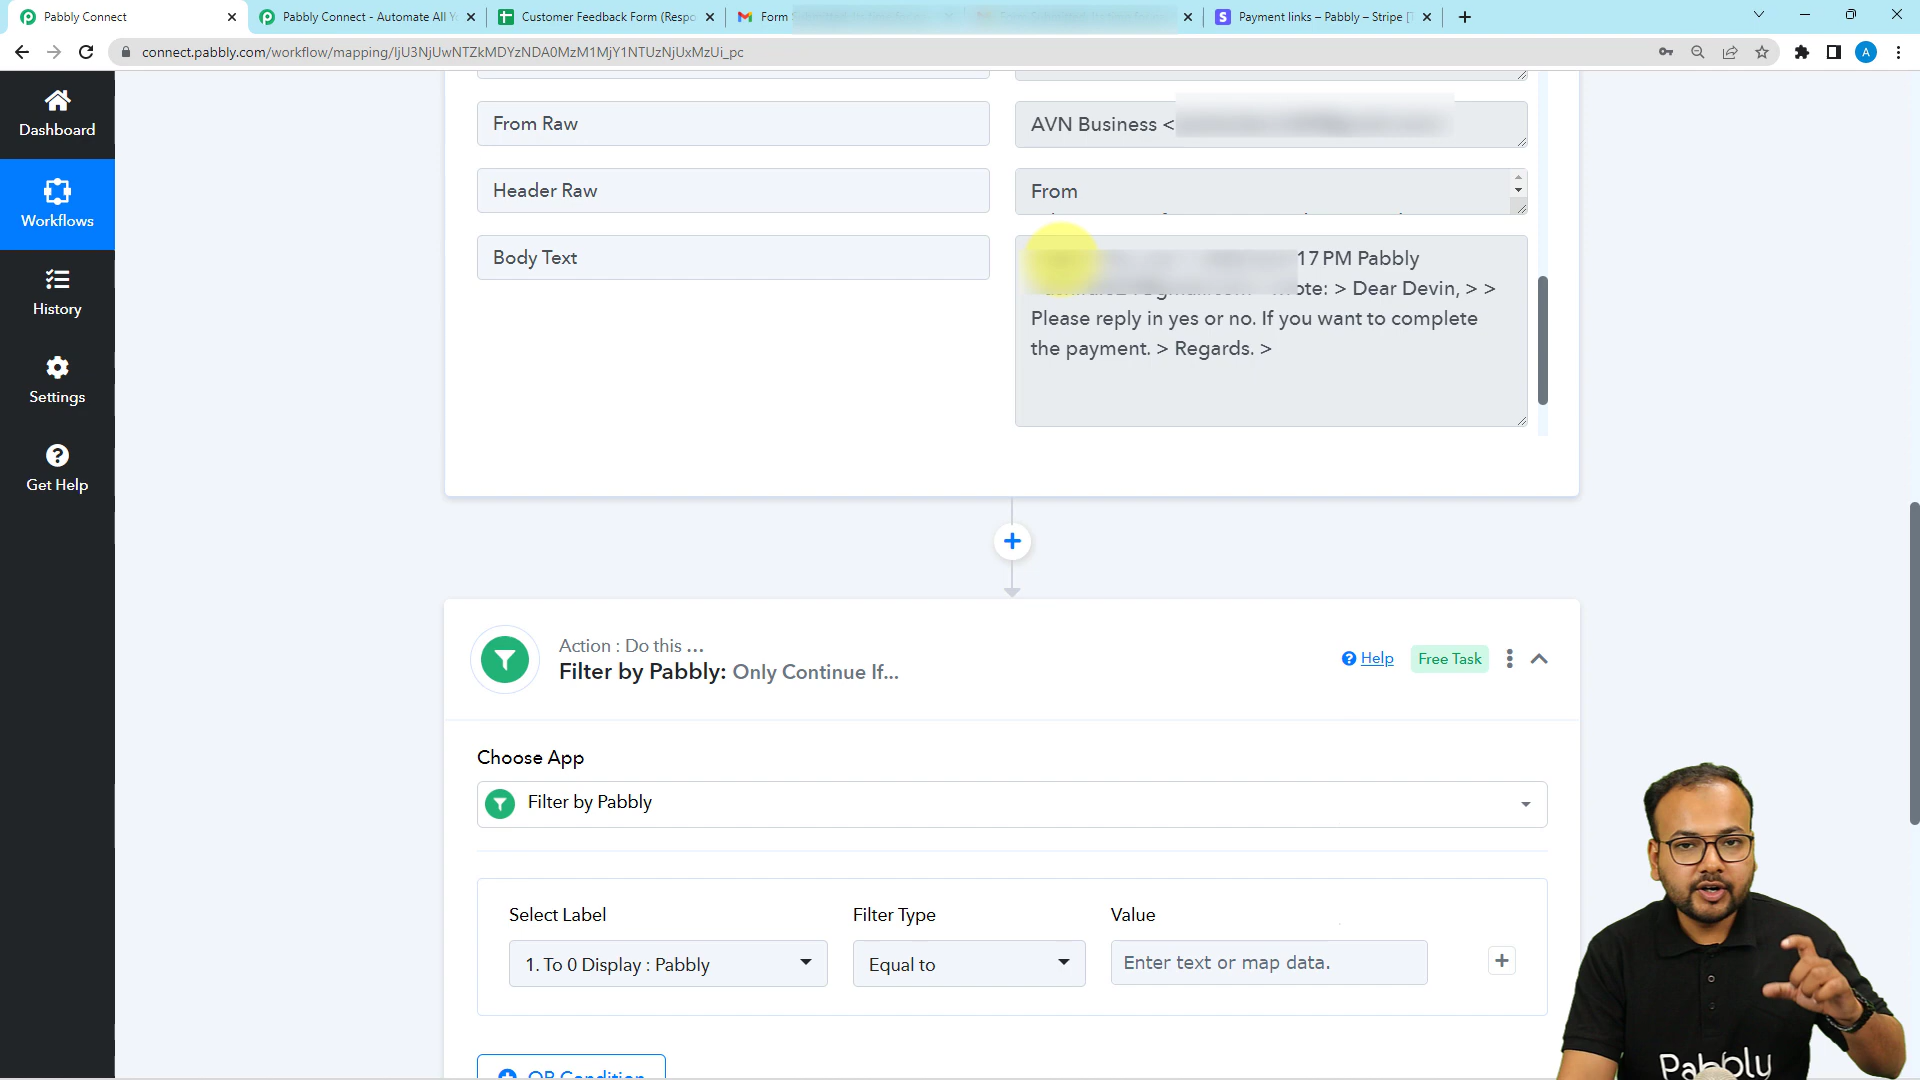 Pabbly Connect
Pabbly Connect - Automate All Yo
Customer Feedback Form (Respo
Form
Payment links – Pabbly – Stripe [T
connect.pabbly.com/workflow/mapping/IjU3NjUwNTZkMDYzNDA0MzM1MjY1NTUzNjUxMzUi_pc
A
Dashboard
Workflows
History
Settings
Get Help
From Raw
AVN Business <
Header Raw
From
Body Text
17 PM Pabbly
ote: > Dear Devin, > >
Please reply in yes or no. If you want to complete
the payment. > Regards. >
Action : Do this ...
Filter by Pabbly: Only Continue If...
Help
Free Task
Choose App
Filter by Pabbly
Select Label
Filter Type
Value
1. To 0 Display : Pabbly
Equal to
Enter text or map data.
OR Condition
Pabbly